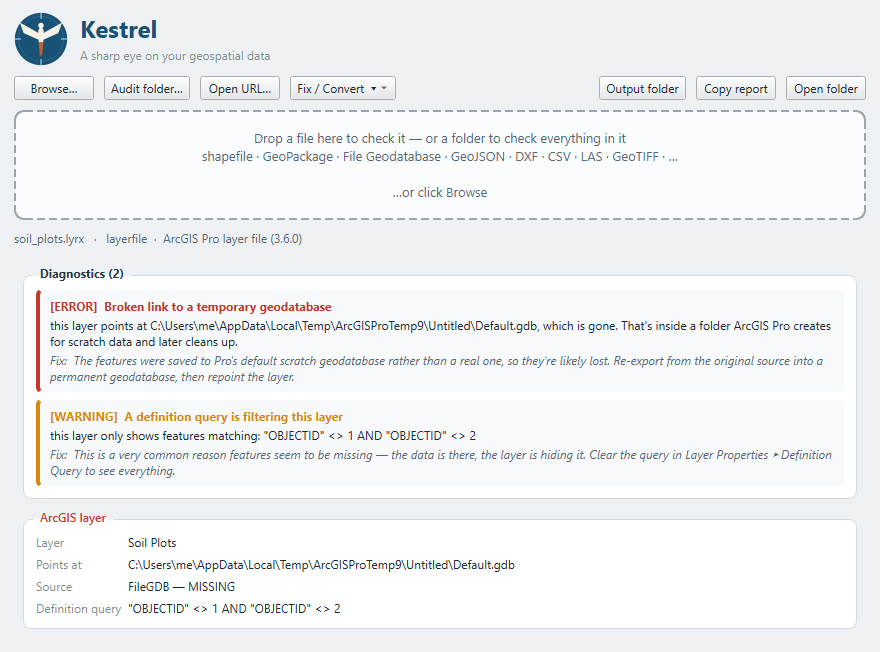 Kestrel
A sharp eye on your geospatial data
Browse... Audit folder... Open URL... Fix / Convert Output folder Copy report Open folder
Drop a file here to check it — or a folder to check everything in it
shapefile · GeoPackage · File Geodatabase · GeoJSON · DXF · CSV · LAS · GeoTIFF · ...
...or click Browse
soil_plots.lyrx · layerfile · ArcGIS Pro layer file (3.6.0)
Diagnostics (2)
[ERROR] Broken link to a temporary geodatabase
this layer points at C:\Users\me\AppData\Local\Temp\ArcGISProTemp9\Untitled\Default.gdb, which is gone. That's inside a folder ArcGIS Pro creates
for scratch data and later cleans up.
Fix: The features were saved to Pro's default scratch geodatabase rather than a real one, so they're likely lost. Re-export from the original source into a
permanent geodatabase, then repoint the layer.
[WARNING] A definition query is filtering this layer
this layer only shows features matching: "OBJECTID" <> 1 AND "OBJECTID" <> 2
Fix: This is a very common reason features seem to be missing — the data is there, the layer is hiding it. Clear the query in Layer Properties ▸ Definition
Query to see everything.
ArcGIS layer
Layer Soil Plots
Points at C:\Users\me\AppData\Local\Temp\ArcGISProTemp9\Untitled\Default.gdb
Source FileGDB — MISSING
Definition query "OBJECTID" <> 1 AND "OBJECTID" <> 2